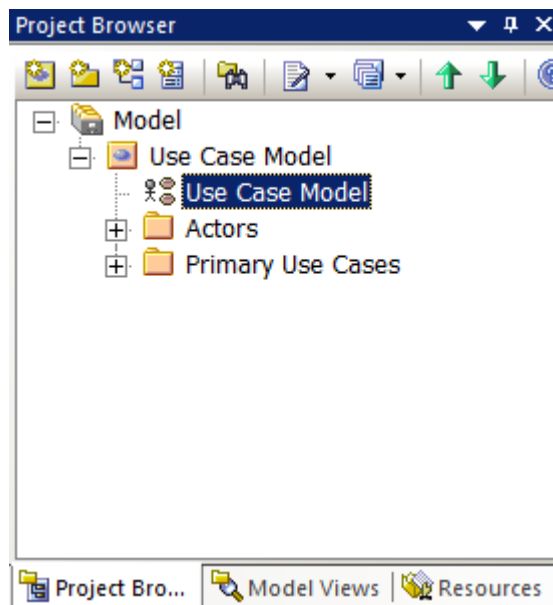 Project Browser
Model
Use Case Model
Use Case Model
Actors
Primary Use Cases
Project Bro... Model Views Resources